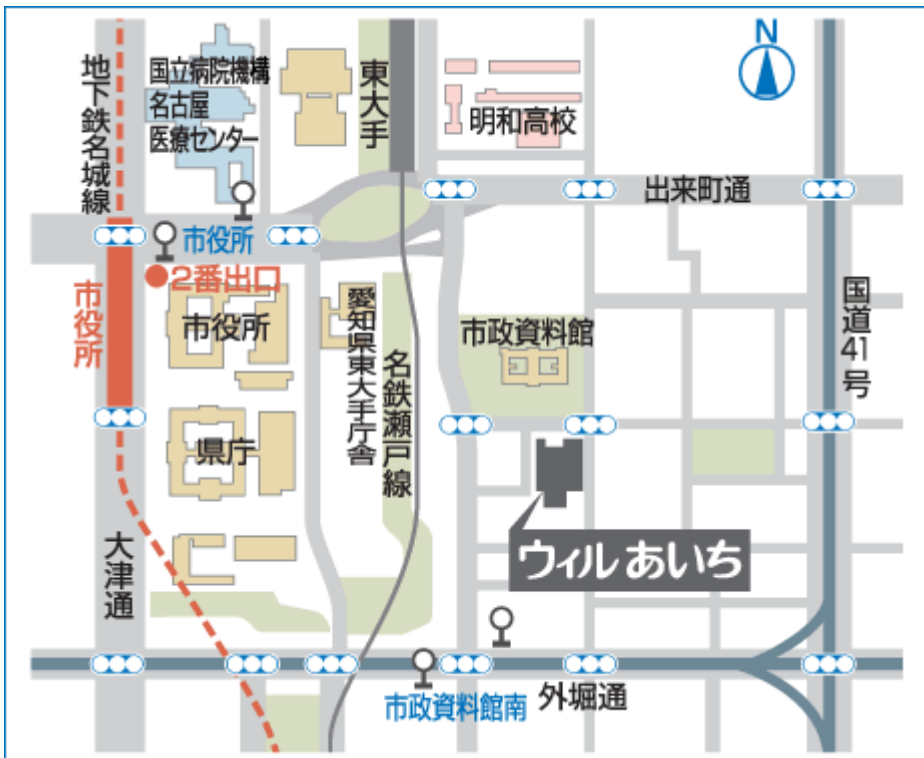 N
地下鉄名城線
国立病院機構
名古屋
医療センター
東大手
明和高校
出来町通
市役所
2番出口
市役所
市役所
愛知県東大手庁舎
名鉄瀬戸線
市政資料館
国道41号
県庁
大津通
ウィルあいち
市政資料館南
外堀通